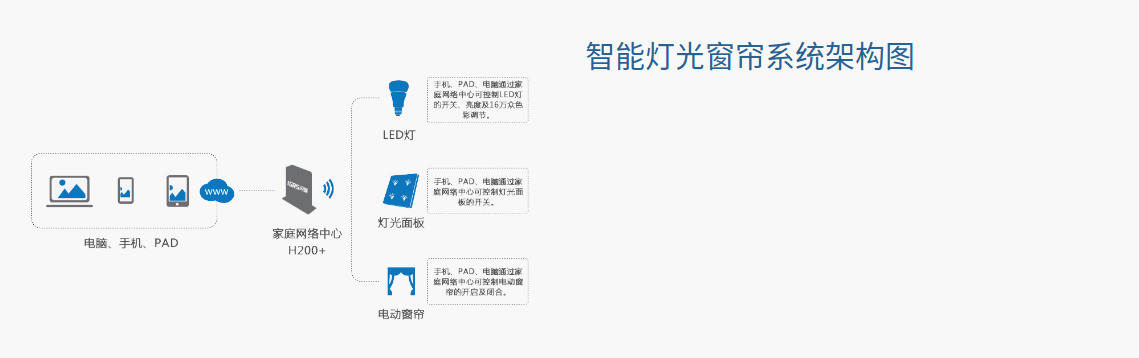 智能灯光窗帘系统架构图
手机、PAD、电脑通过家
庭网络中心可控制LED灯
的开关、亮度及16万众色
彩调节。
LED灯
手机、PAD、电脑通过家
庭网络中心可控制灯光面
板的开关。
灯光面板
www
电脑、手机、PAD
家庭网络中心
H200+
手机、PAD、电脑通过家
庭网络中心可控制电动窗
帘的开启及闭合。
电动窗帘